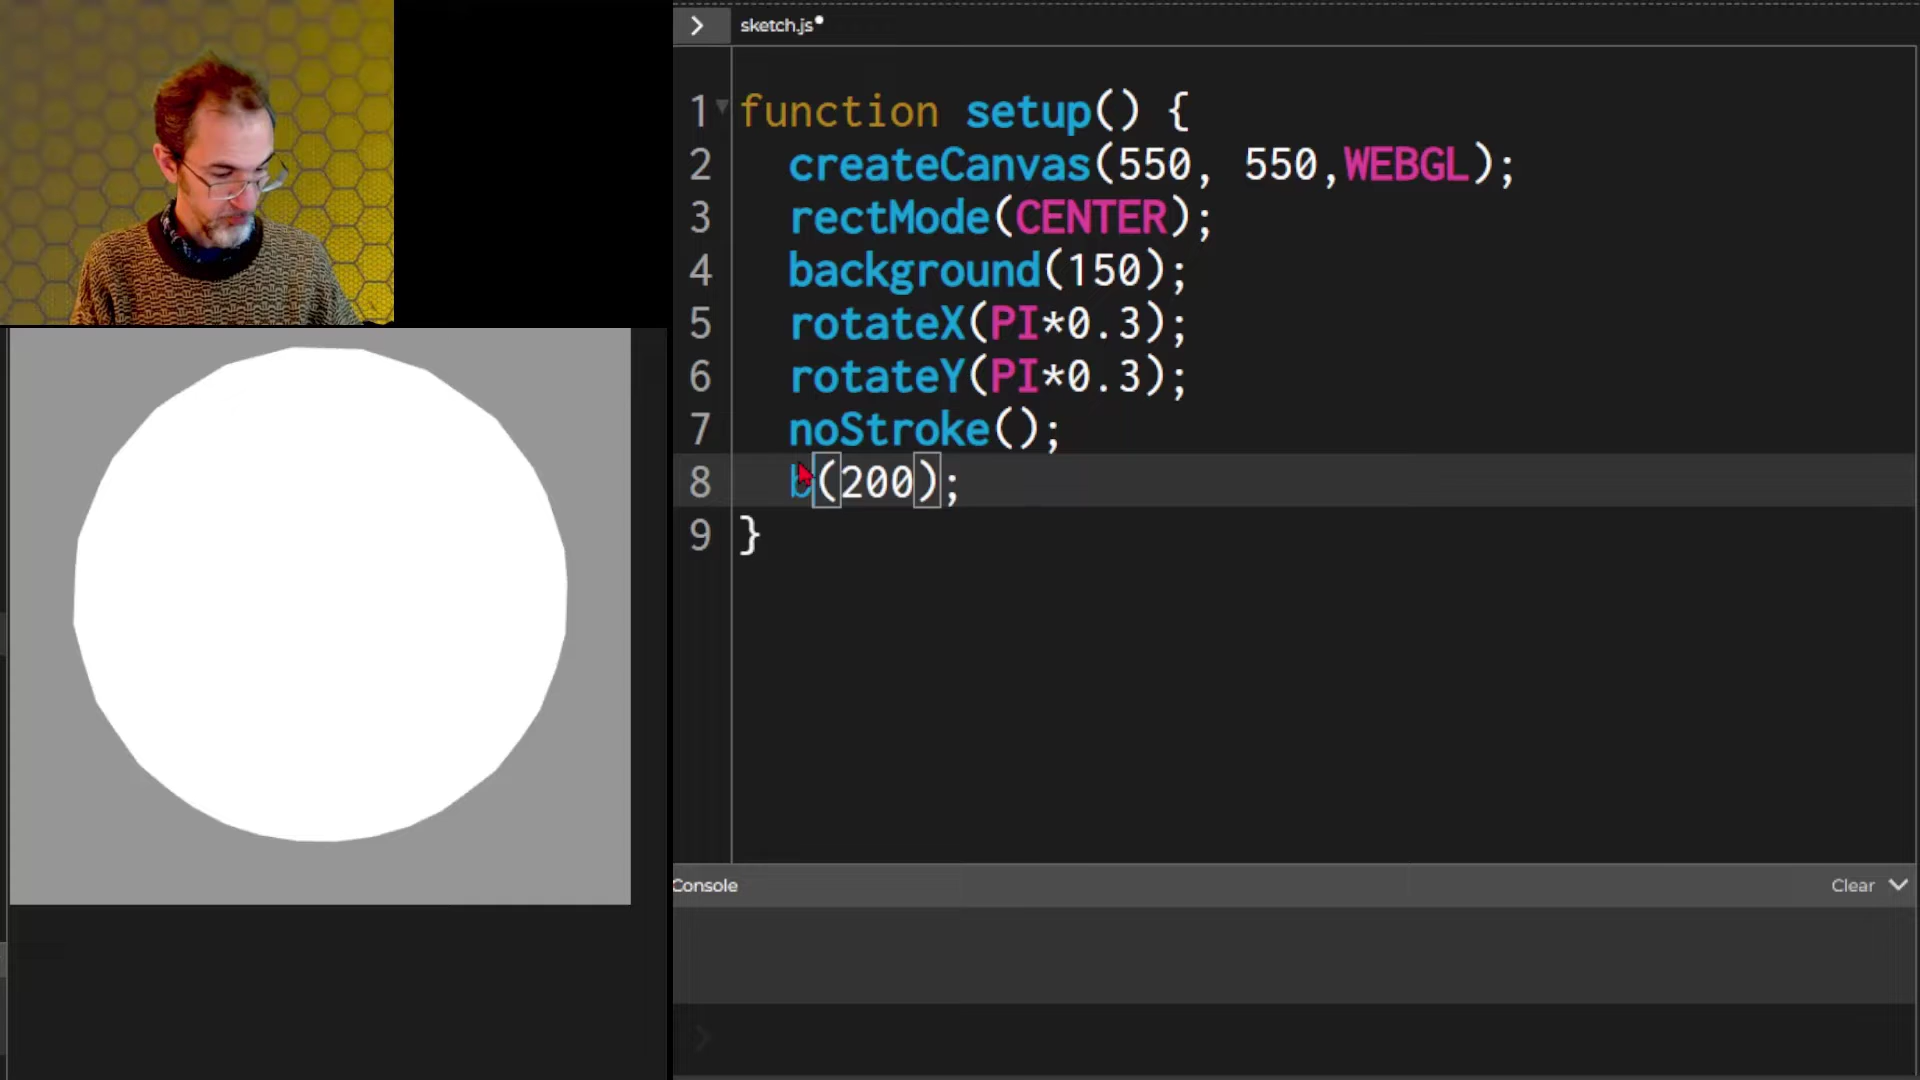 sketch.js
1 function setup() {
2 createCanvas(550, 550,WEBGL);
3 rectMode(CENTER);
4 background(150);
5 rotateX(PI*0.3);
6 rotateY(PI*0.3);
7 noStroke();
8 b(200);
9 }
Console
Clear